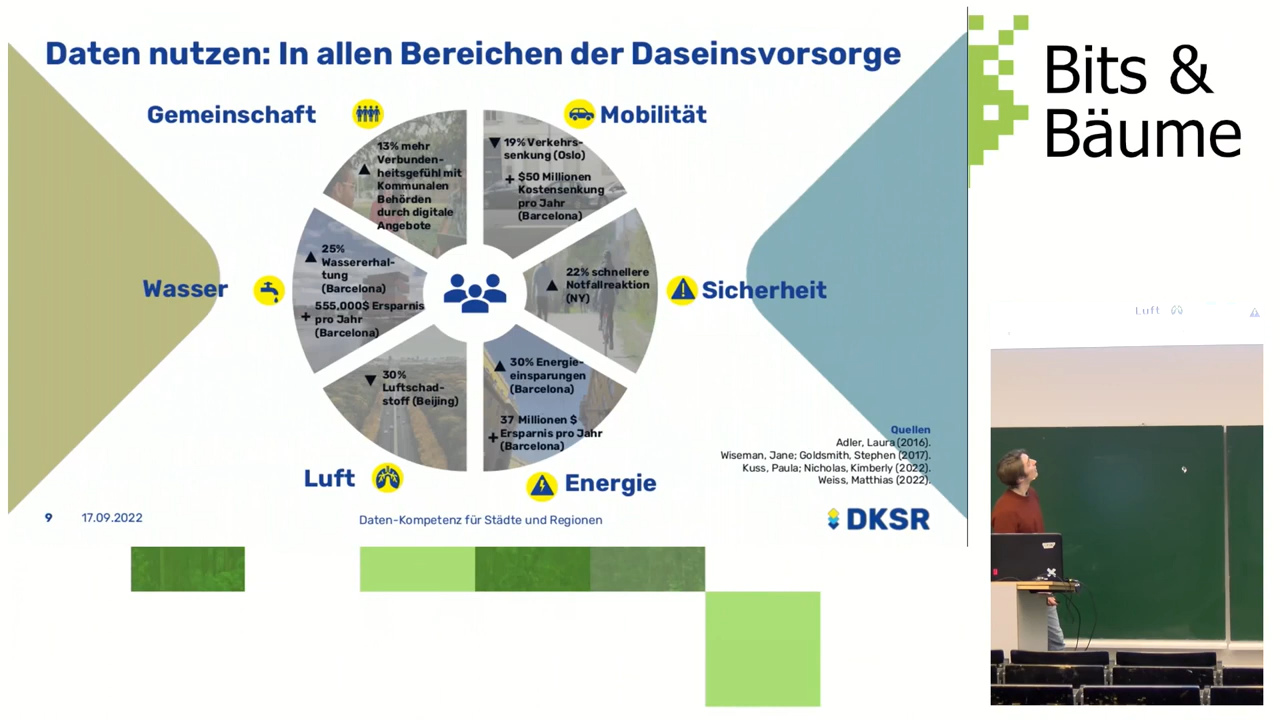 Daten nutzen: In allen Bereichen der Daseinsvorsorge
Bits &
Bäume
Gemeinschaft
13% mehr
Verbunden-
heitsgefühl mit
Kommunalen
Behörden
durch digitale
Angebote
Mobilität
19% Verkehrs-
senkung (Oslo)
+ $50 Millionen
Kostensenkung
pro Jahr
(Barcelona)
Wasser
25%
Wassererhal-
tung
(Barcelona)
+ 555,000$ Ersparnis
pro Jahr
(Barcelona)
22% schnellere
Notfallreaktion
(NY)
Sicherheit
30%
Luftschad-
stoff (Beijing)
30% Energie-
einsparungen
(Barcelona)
+ 37 Millionen $
Ersparnis pro Jahr
(Barcelona)
Luft
Energie
Quellen
Adler, Laura (2016).
Wiseman, Jane; Goldsmith, Stephen (2017).
Kuss, Paula; Nicholas, Kimberly (2022).
Weiss, Matthias (2022).
9 17.09.2022 Daten-Kompetenz für Städte und Regionen DKSR
Luft